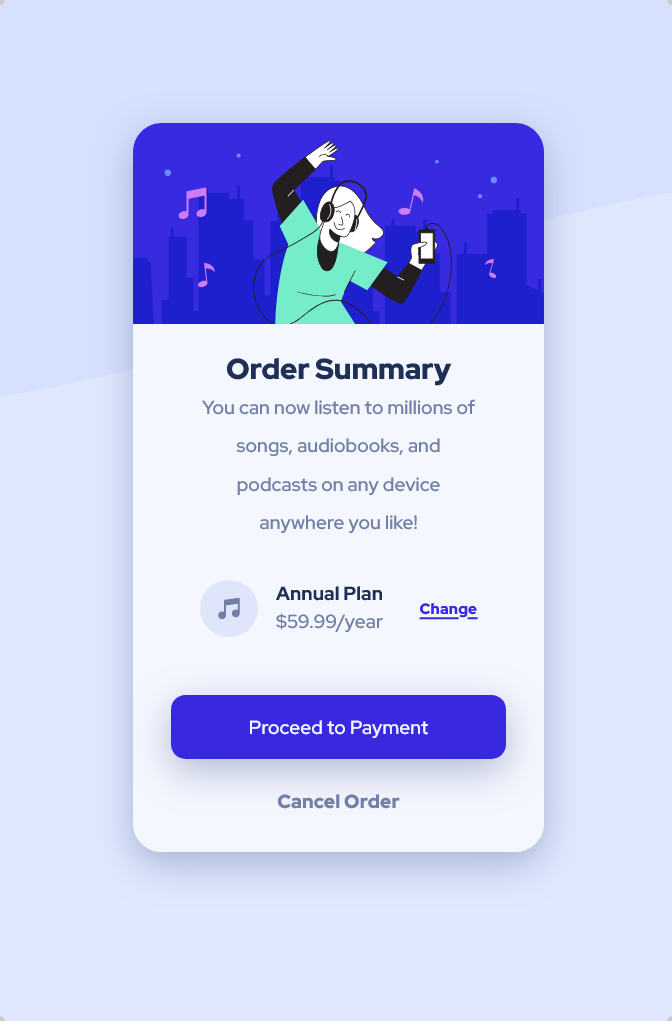 Order Summary
You can now listen to millions of
songs, audiobooks, and
podcasts on any device
anywhere you like!
Annual Plan
$59.99/year
Change
Proceed to Payment
Cancel Order